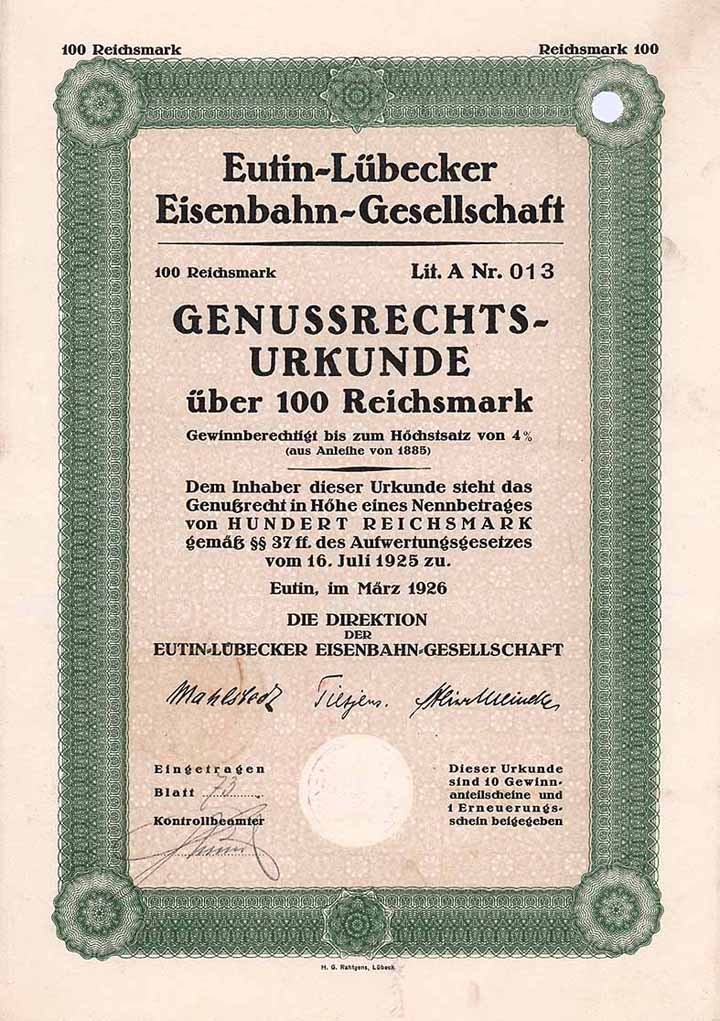 100 Reichsmark
Reichsmark 100
Eutin-Lübecker
Eisenbahn-Gesellschaft
100 Reichsmark
Lit. A Nr. 013
GENUSSRECHTS-
URKUNDE
über 100 Reichsmark
Gewinnberechtigt bis zum Höchstsatz von 4%
(aus Anleihe von 1885)
Dem Inhaber dieser Urkunde steht das
Genußrecht in Höhe eines Nennbetrages
von HUNDERT REICHSMARK
gemäß §§ 37 ff. des Aufwertungsgesetzes
vom 16. Juli 1925 zu.
Eutin, im März 1926
DIE DIREKTION
DER
EUTIN-LÜBECKER EISENBAHN-GESELLSCHAFT
Mahlstedt Tietjens.
Eingetragen
Blatt 73
Kontrollbeamter
Dieser Urkunde
sind 10 Gewinn-
anteilscheine und
1 Erneuerungs-
schein beigegeben
H. G. Rahtgens, Lübeck